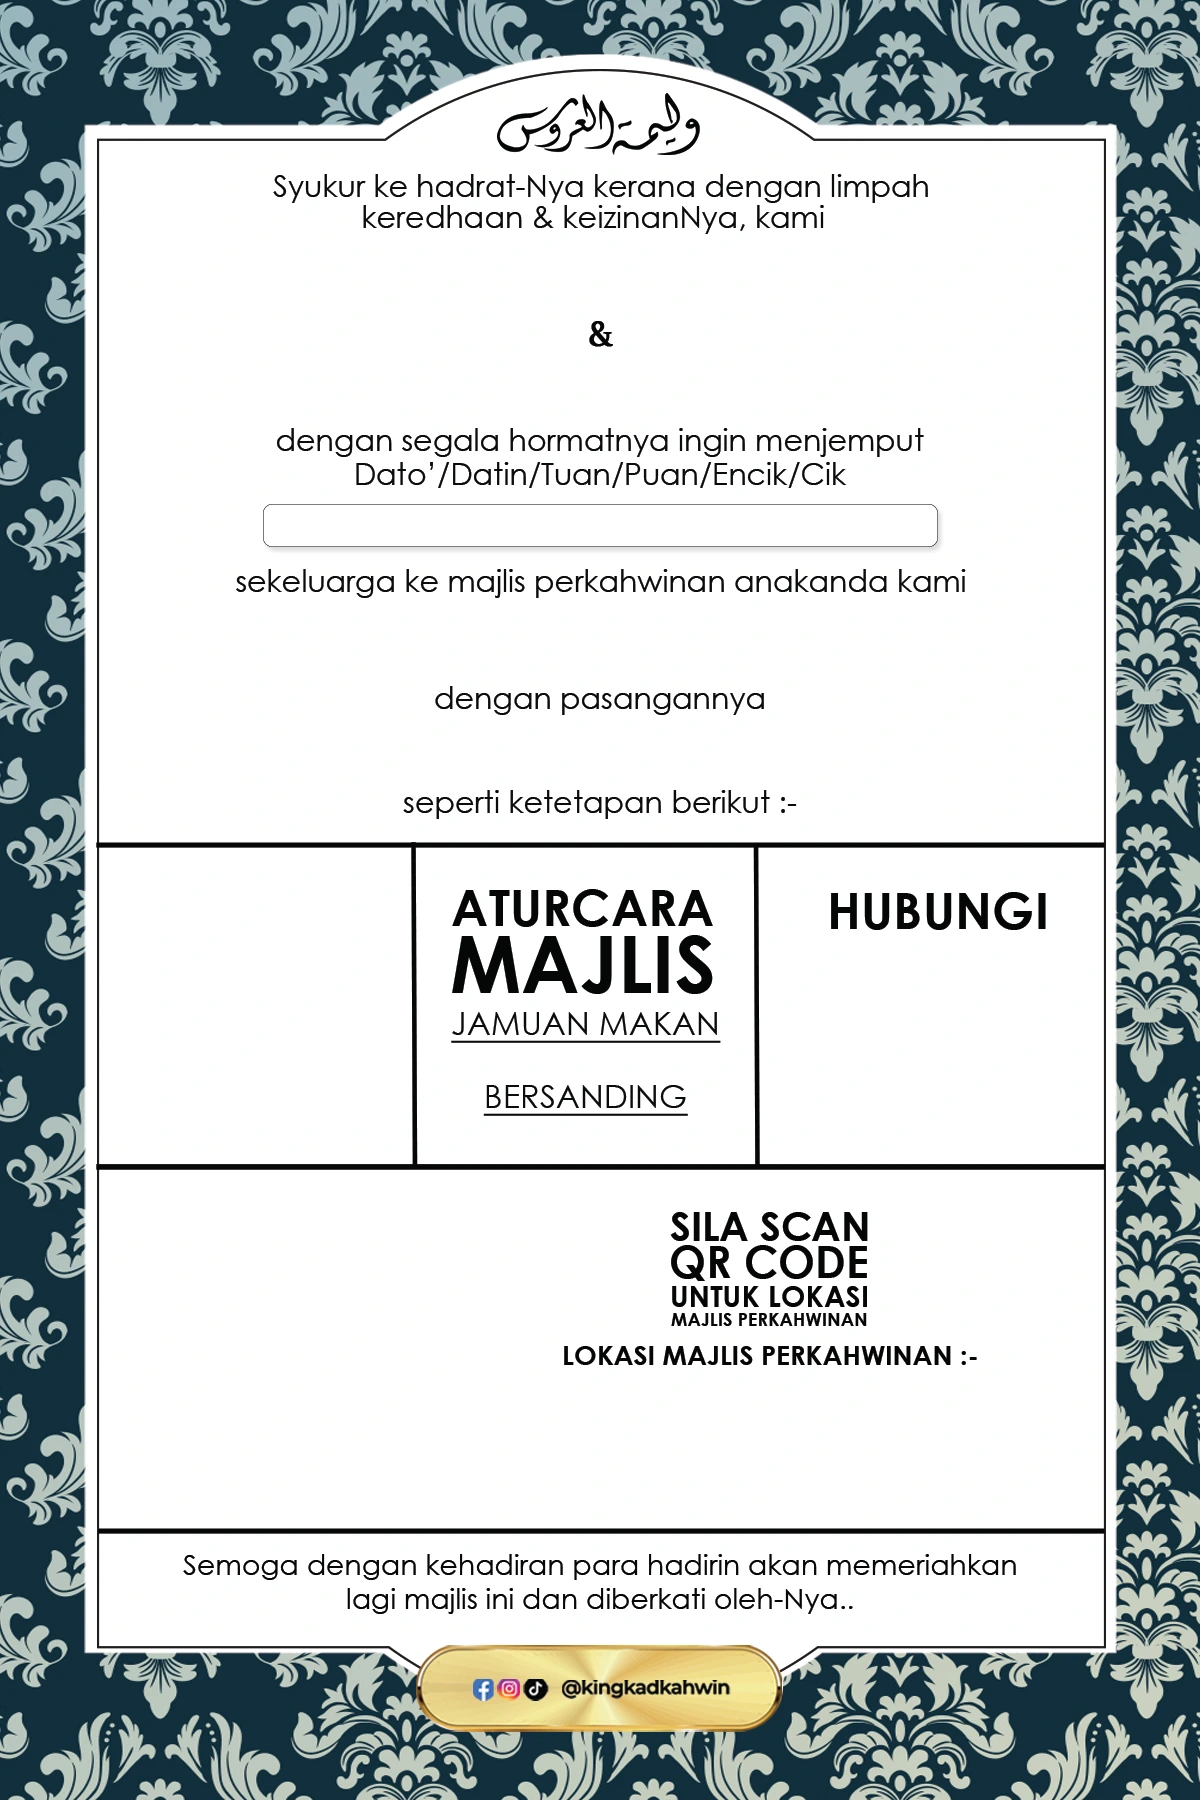 وليمة العروس
Syukur ke hadrat-Nya kerana dengan limpah
keredhaan & keizinanNya, kami
&
dengan segala hormatnya ingin menjemput
Dato’/Datin/Tuan/Puan/Encik/Cik
sekeluarga ke majlis perkahwinan anakanda kami
dengan pasangannya
seperti ketetapan berikut :-
ATURCARA
MAJLIS
JAMUAN MAKAN
BERSANDING
HUBUNGI
SILA SCAN
QR CODE
UNTUK LOKASI
MAJLIS PERKAHWINAN
LOKASI MAJLIS PERKAHWINAN :-
Semoga dengan kehadiran para hadirin akan memeriahkan
lagi majlis ini dan diberkati oleh-Nya..
@kingkadkahwin